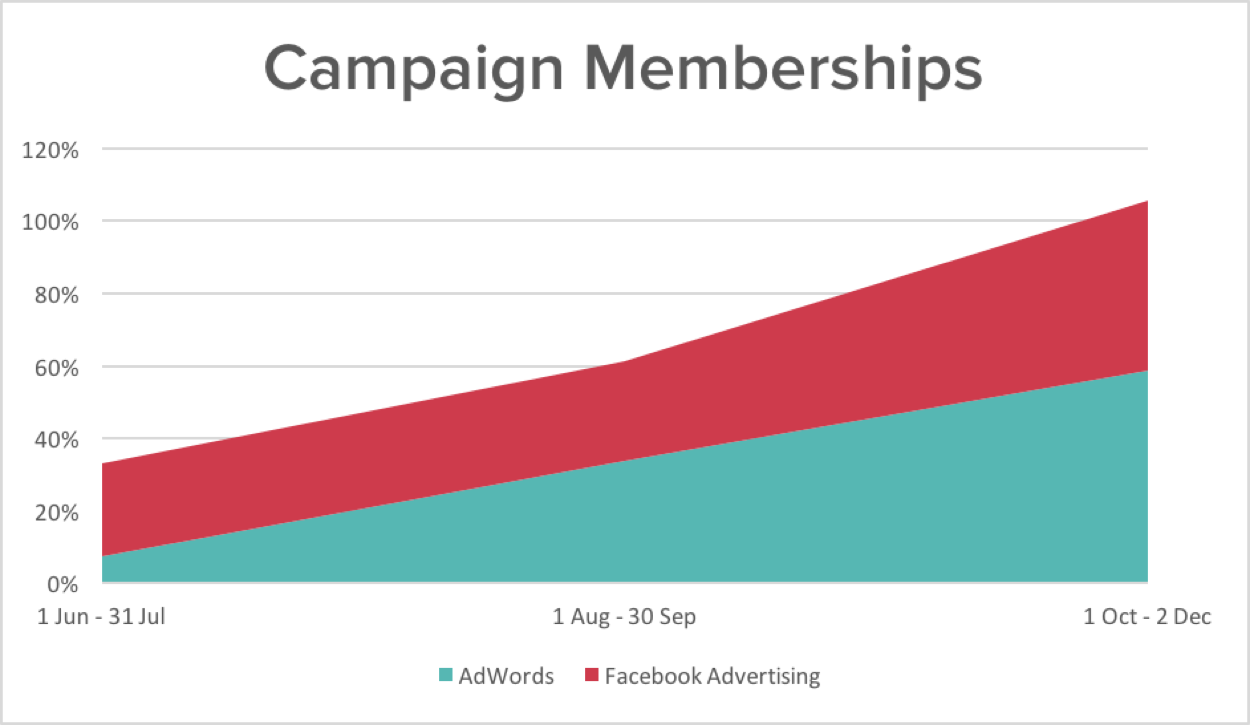 Campaign Memberships
120%
100%
80%
60%
40%
20%
0%
1 Jun - 31 Jul 1 Aug - 30 Sep 1 Oct - 2 Dec
AdWords Facebook Advertising